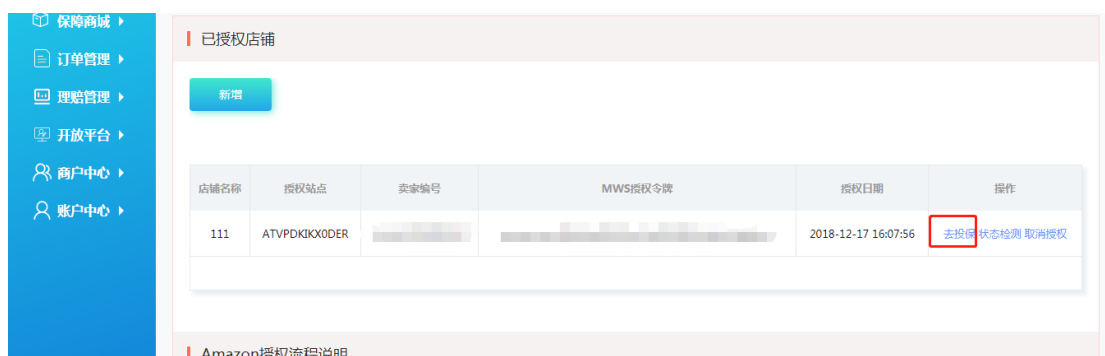 保障商城
订单管理
理赔管理
开放平台
商户中心
账户中心
已授权店铺
新增
店铺名称 授权站点 卖家编号 MWS授权令牌 授权日期 操作
111 ATVPDKIKX0DER 2018-12-17 16:07:56 去投保 状态检测 取消授权
Amazon授权流程说明